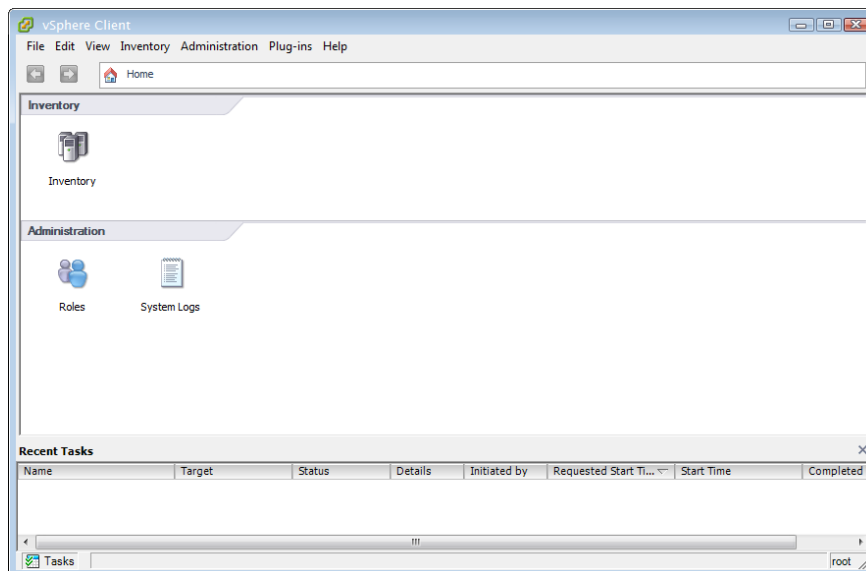 vSphere Client
File Edit View Inventory Administration Plug-ins Help
Home
Inventory
Inventory
Administration
Roles System Logs
Recent Tasks
Name Target Status Details Initiated by Requested Start Ti... Start Time Completed
Tasks root